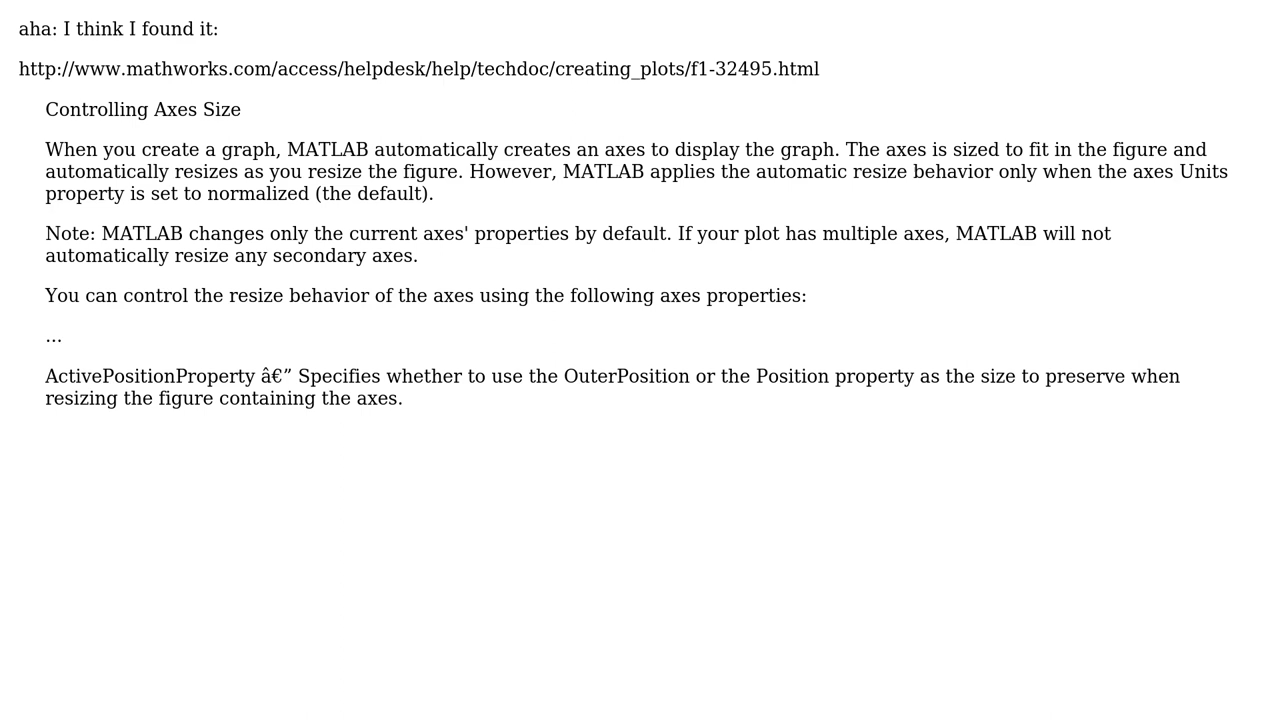 aha: I think I found it:
http://www.mathworks.com/access/helpdesk/help/techdoc/creating_plots/f1-32495.html
Controlling Axes Size
When you create a graph, MATLAB automatically creates an axes to display the graph. The axes is sized to fit in the figure and
automatically resizes as you resize the figure. However, MATLAB applies the automatic resize behavior only when the axes Units
property is set to normalized (the default).
Note: MATLAB changes only the current axes' properties by default. If your plot has multiple axes, MATLAB will not
automatically resize any secondary axes.
You can control the resize behavior of the axes using the following axes properties:
...
ActivePositionProperty â€” Specifies whether to use the OuterPosition or the Position property as the size to preserve when
resizing the figure containing the axes.